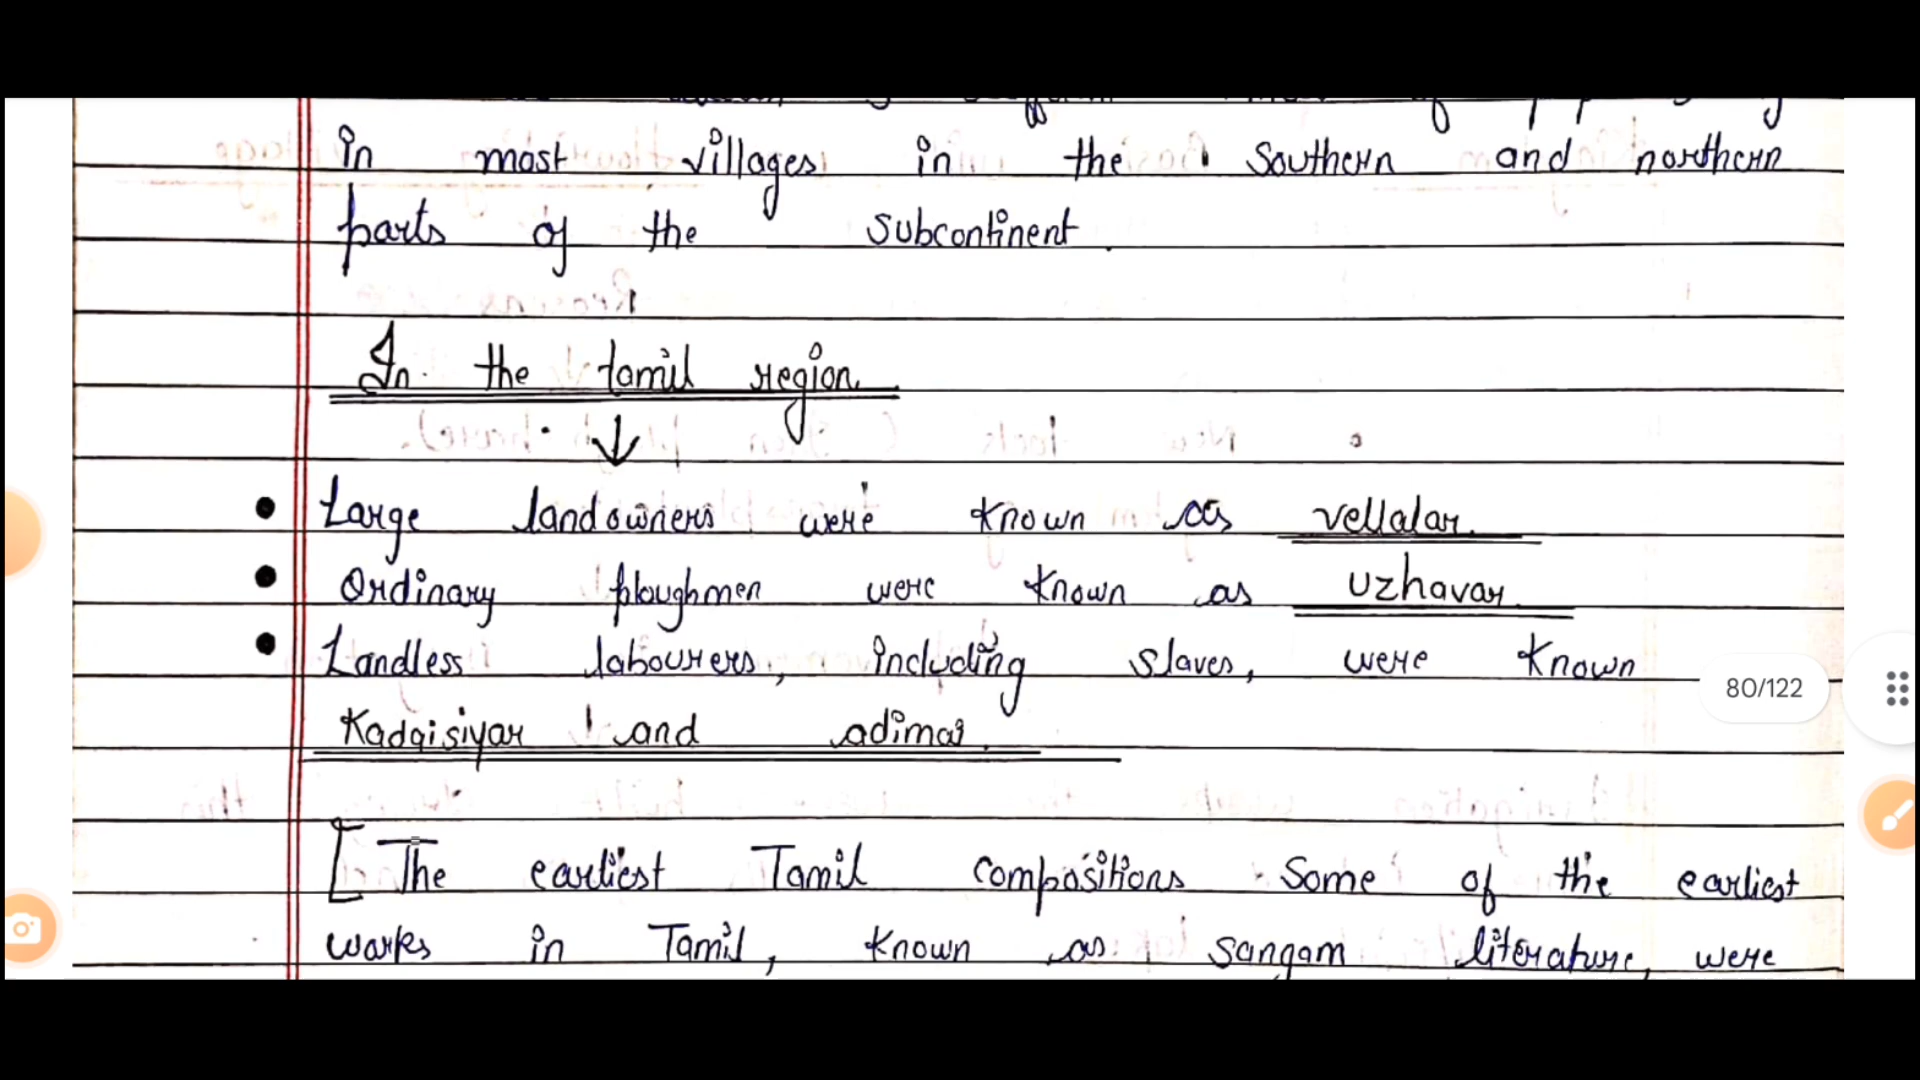 in most villages in the Southern and northern
parts of the subcontinent.
In the tamil region
Large landowners were known as vellalar.
Ordinary ploughmen were known as uzhavar.
Landless labourers, including slaves, were known
80/122
Kadaisiyar and adimai.
[The earliest Tamil compositions Some of the earliest
works in Tamil, known as sangam literature, were